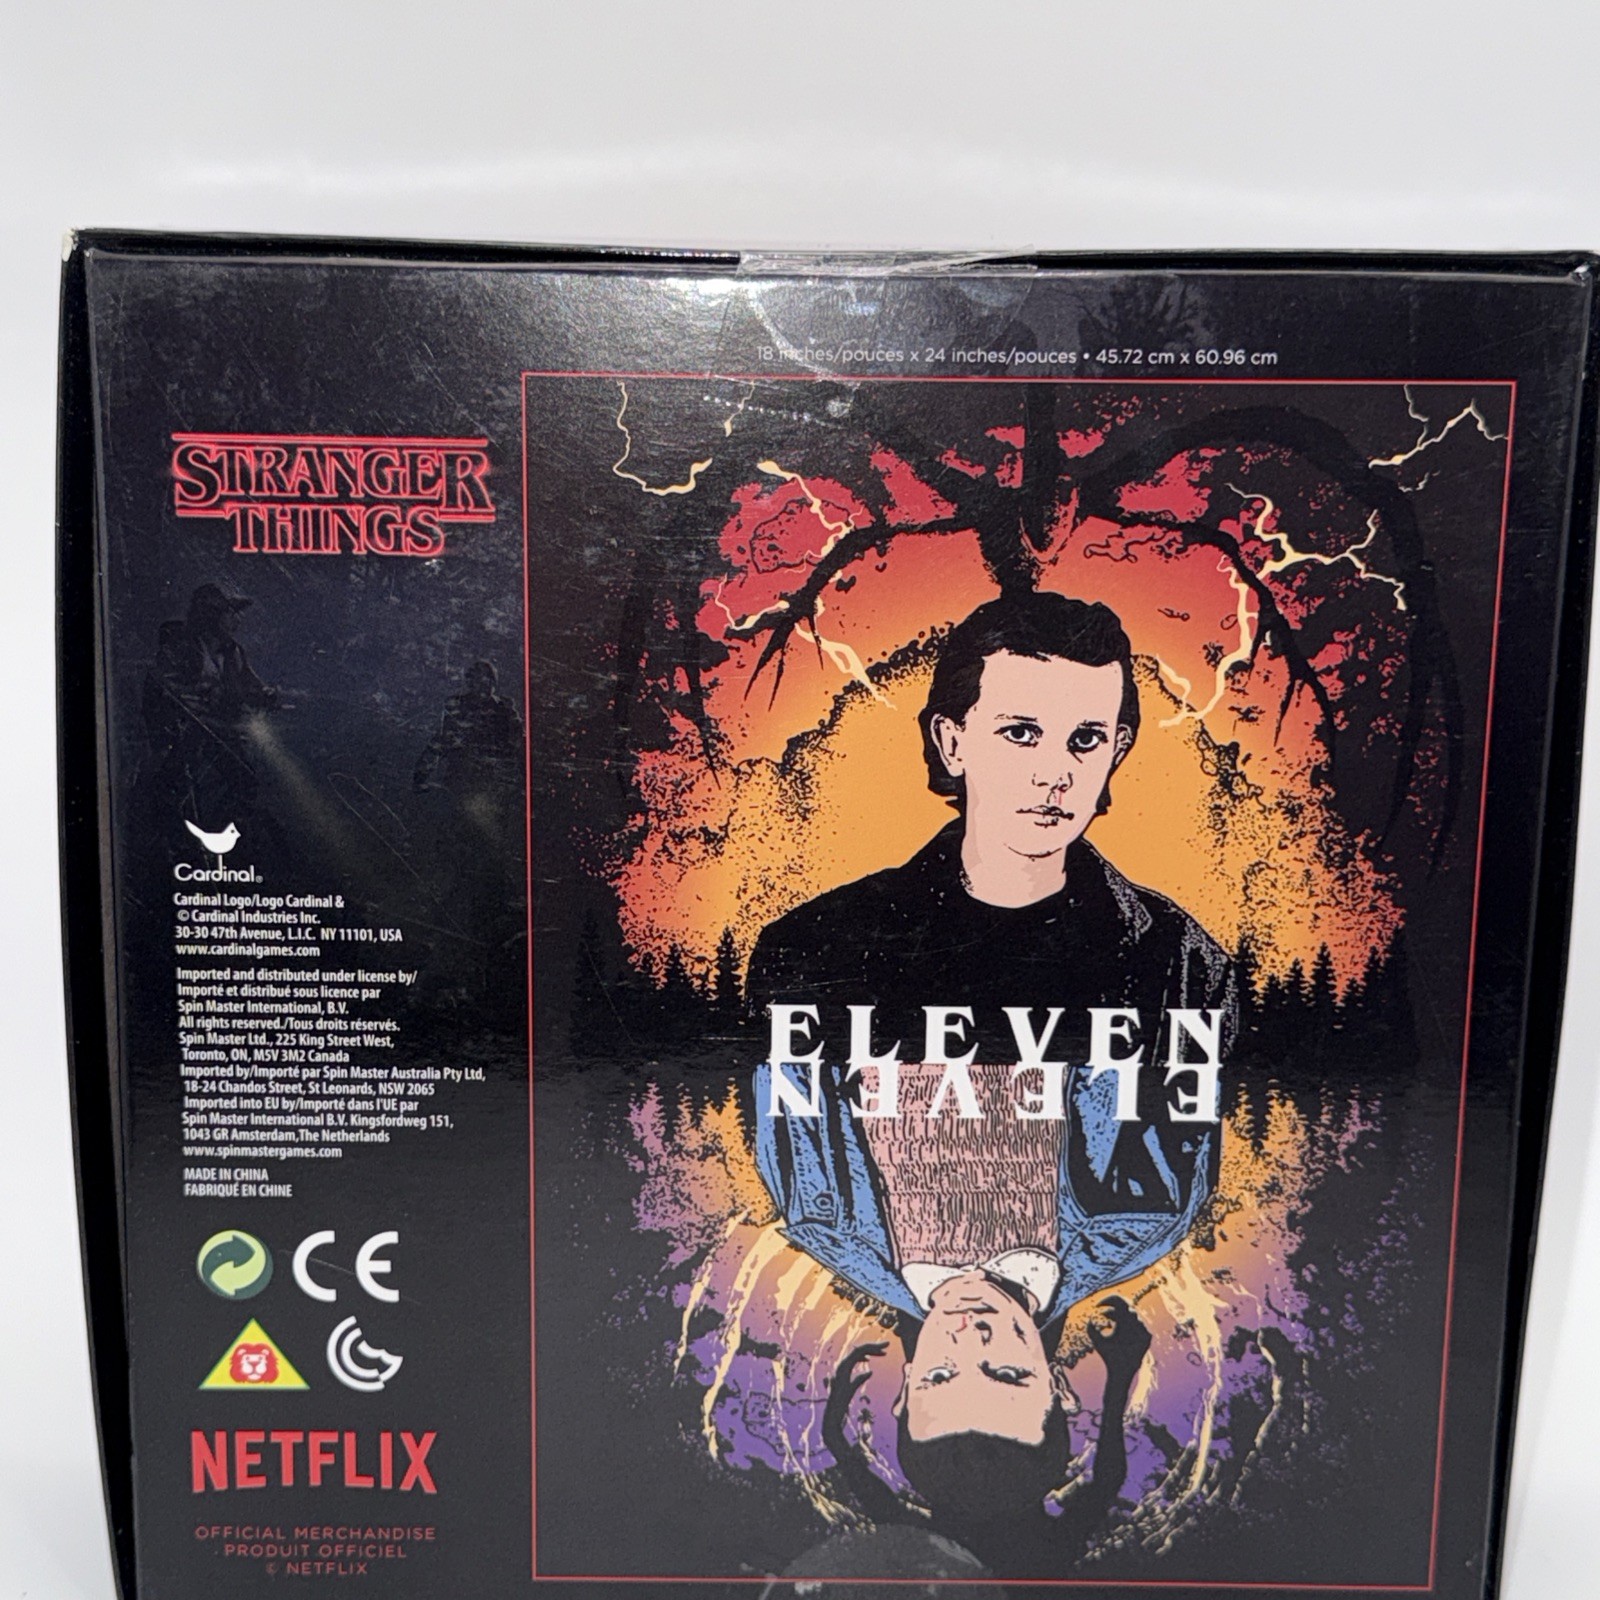 18 inches/pouces x 24 inches/pouces • 45.72 cm x 60.96 cm
STRANGER
THINGS
Cardinal®
Cardinal Logo/Logo Cardinal &
© Cardinal Industries Inc.
30-30 47th Avenue, L.I.C. NY 11101, USA
www.cardinalgames.com
Imported and distributed under license by/
Importé et distribué sous licence par
Spin Master International, B.V.
All rights reserved./Tous droits réservés.
Spin Master Ltd., 225 King Street West,
Toronto, ON, M5V 3M2 Canada
Imported by/Importé par Spin Master Australia Pty Ltd,
18-24 Chandos Street, St Leonards, NSW 2065
Imported into EU by/Importé dans l'UE par
Spin Master International B.V. Kingsfordweg 151,
1043 GR Amsterdam,The Netherlands
www.spinmastergames.com
MADE IN CHINA
FABRIQUÉ EN CHINE
CE
NETFLIX
OFFICIAL MERCHANDISE
PRODUIT OFFICIEL
© NETFLIX
ELEVEN
ELEVEN